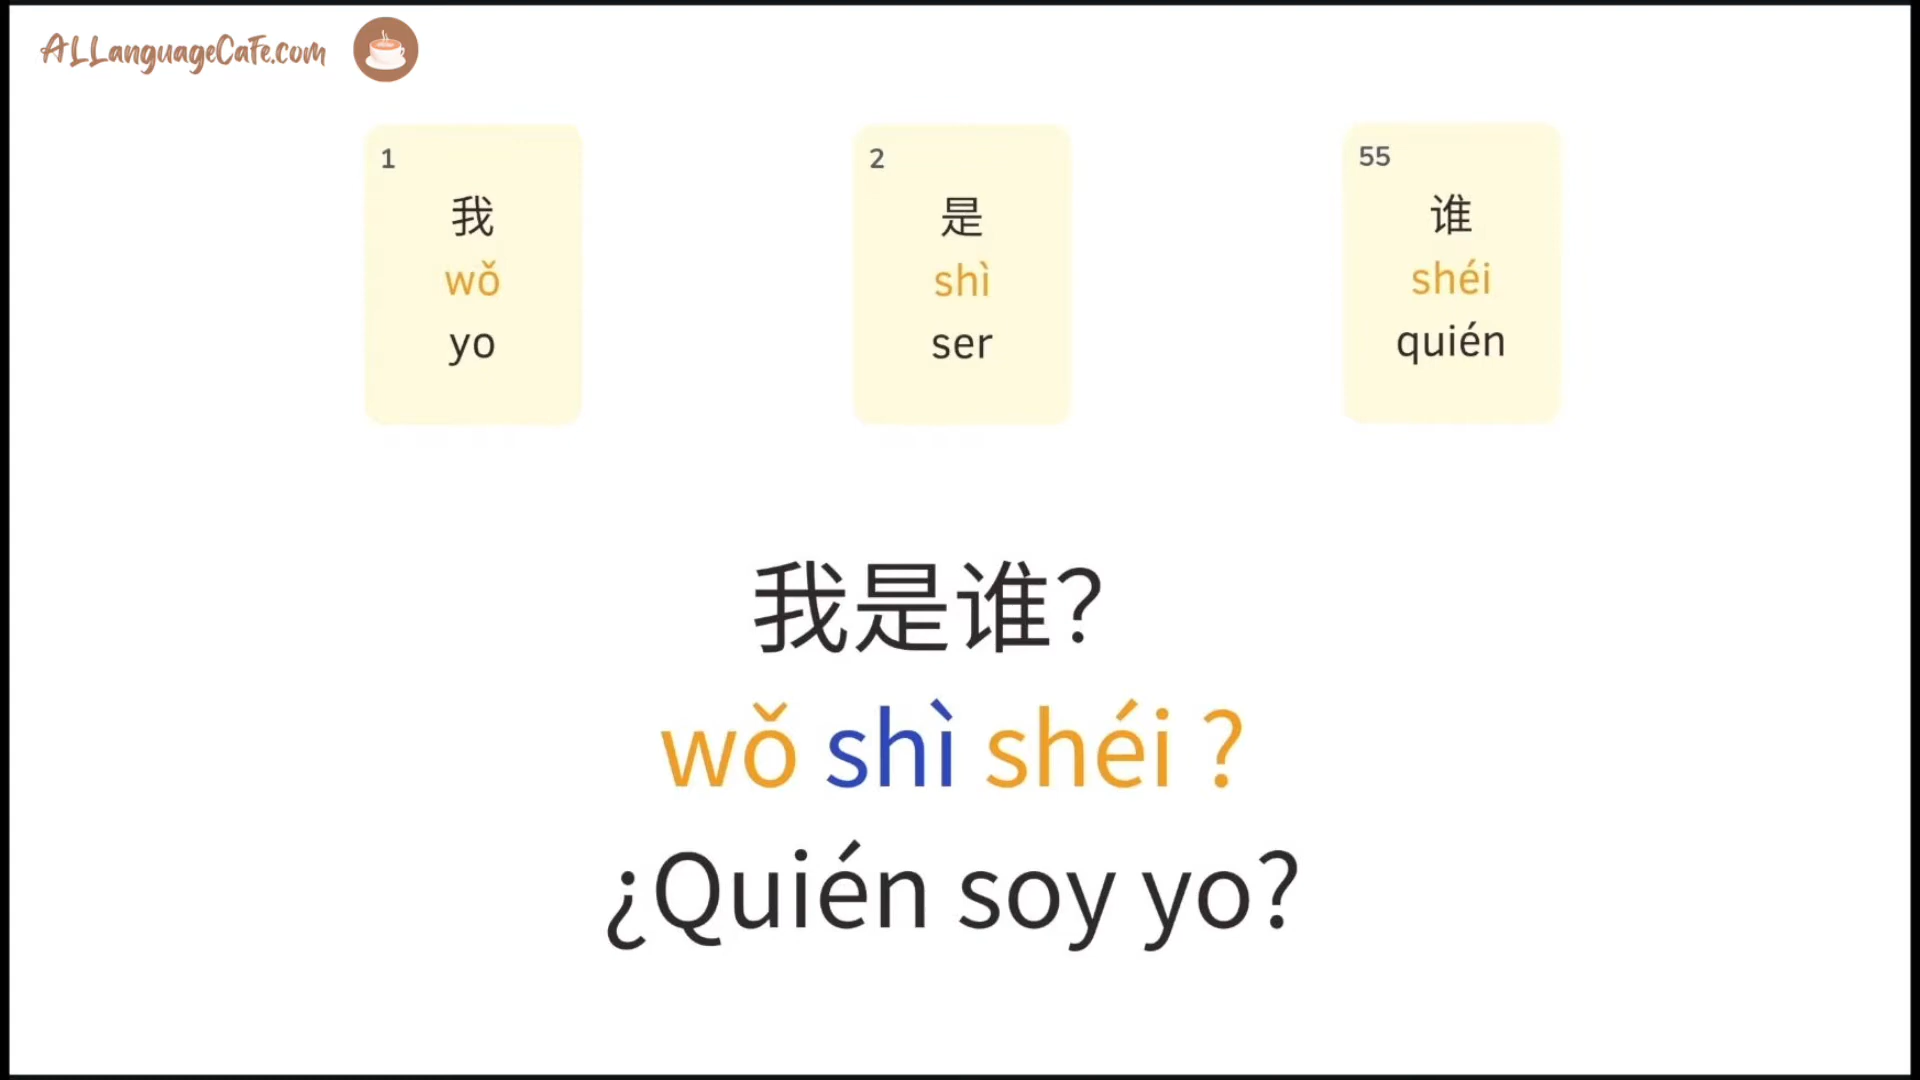 ALLanguageCafe.com
1
我
wǒ
yo
2
是
shì
ser
55
谁
shéi
quién
我是谁？
wǒ shì shéi ?
¿Quién soy yo?